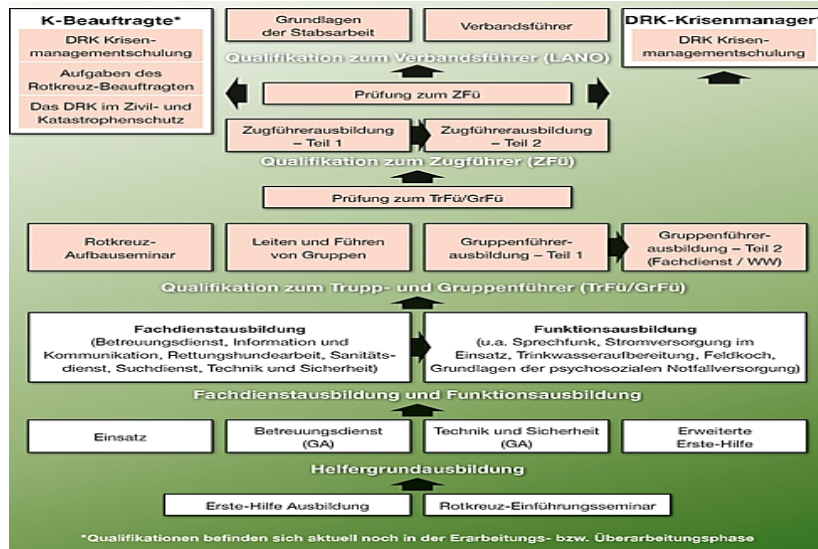 K-Beauftragte*
DRK Krisen-
managementschulung
Aufgaben des
Rotkreuz-Beauftragten
Das DRK im Zivil- und
Katastrophenschutz
Grundlagen
der Stabsarbeit
Verbandsführer
DRK-Krisenmanager*
DRK Krisen-
managementschulung
Qualifikation zum Verbandsführer (LANO)
Prüfung zum ZFü
Zugführerausbildung
– Teil 1
Zugführerausbildung
– Teil 2
Qualifikation zum Zugführer (ZFü)
Prüfung zum TrFü/GrFü
Rotkreuz-
Aufbauseminar
Leiten und Führen
von Gruppen
Gruppenführer-
ausbildung – Teil 1
Gruppenführer-
ausbildung – Teil 2
(Fachdienst / WW)
Qualifikation zum Trupp- und Gruppenführer (TrFü/GrFü)
Fachdienstausbildung
(Betreuungsdienst, Information und
Kommunikation, Rettungshundearbeit, Sanitäts-
dienst, Suchdienst, Technik und Sicherheit)
Funktionsausbildung
(u.a. Sprechfunk, Stromversorgung im
Einsatz, Trinkwasseraufbereitung, Feldkoch,
Grundlagen der psychosozialen Notfallversorgung)
Fachdienstausbildung und Funktionsausbildung
Einsatz
Betreuungsdienst
(GA)
Technik und Sicherheit
(GA)
Erweiterte
Erste-Hilfe
Helfergrundausbildung
Erste-Hilfe Ausbildung
Rotkreuz-Einführungsseminar
*Qualifikationen befinden sich aktuell noch in der Erarbeitungs- bzw. Überarbeitungsphase